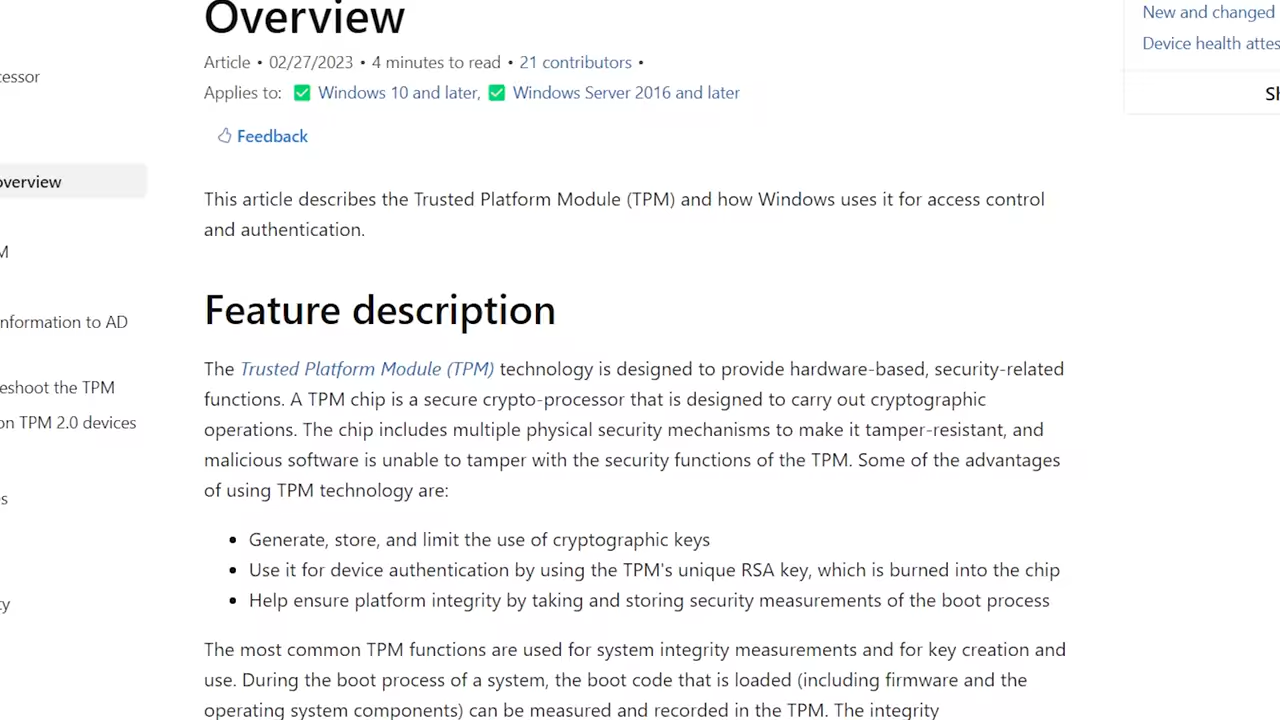 Overview
Article • 02/27/2023 • 4 minutes to read • 21 contributors •
Applies to: ✅ Windows 10 and later, ✅ Windows Server 2016 and later
Feedback
This article describes the Trusted Platform Module (TPM) and how Windows uses it for access control
and authentication.
Feature description
The Trusted Platform Module (TPM) technology is designed to provide hardware-based, security-related
functions. A TPM chip is a secure crypto-processor that is designed to carry out cryptographic
operations. The chip includes multiple physical security mechanisms to make it tamper-resistant, and
malicious software is unable to tamper with the security functions of the TPM. Some of the advantages
of using TPM technology are:
• Generate, store, and limit the use of cryptographic keys
• Use it for device authentication by using the TPM's unique RSA key, which is burned into the chip
• Help ensure platform integrity by taking and storing security measurements of the boot process
The most common TPM functions are used for system integrity measurements and for key creation and
use. During the boot process of a system, the boot code that is loaded (including firmware and the
operating system components) can be measured and recorded in the TPM. The integrity
cessor
overview
M
nformation to AD
eshoot the TPM
on TPM 2.0 devices
s
ty
New and changed
Device health attes
Sh